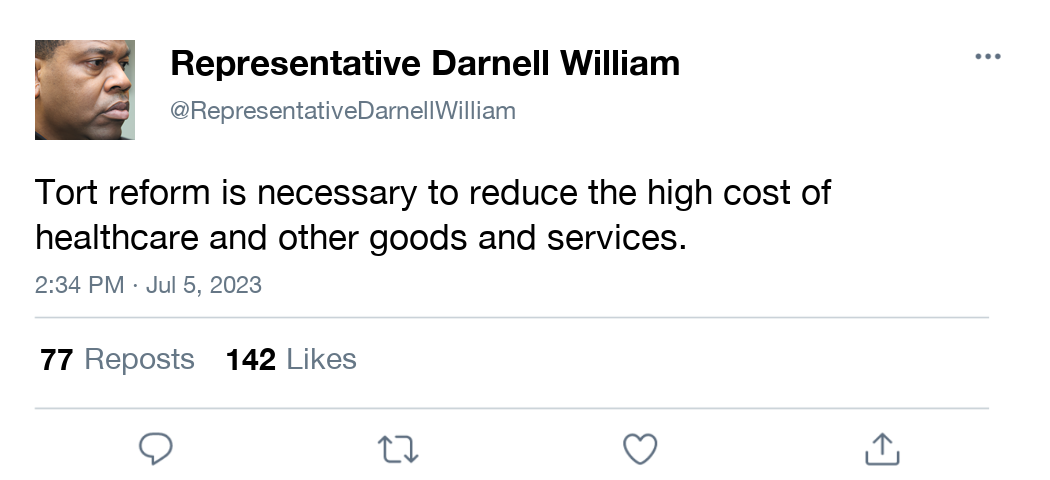 Representative Darnell William
@RepresentativeDarnellWilliam
Tort reform is necessary to reduce the high cost of
healthcare and other goods and services.
2:34 PM · Jul 5, 2023
77 Reposts 142 Likes